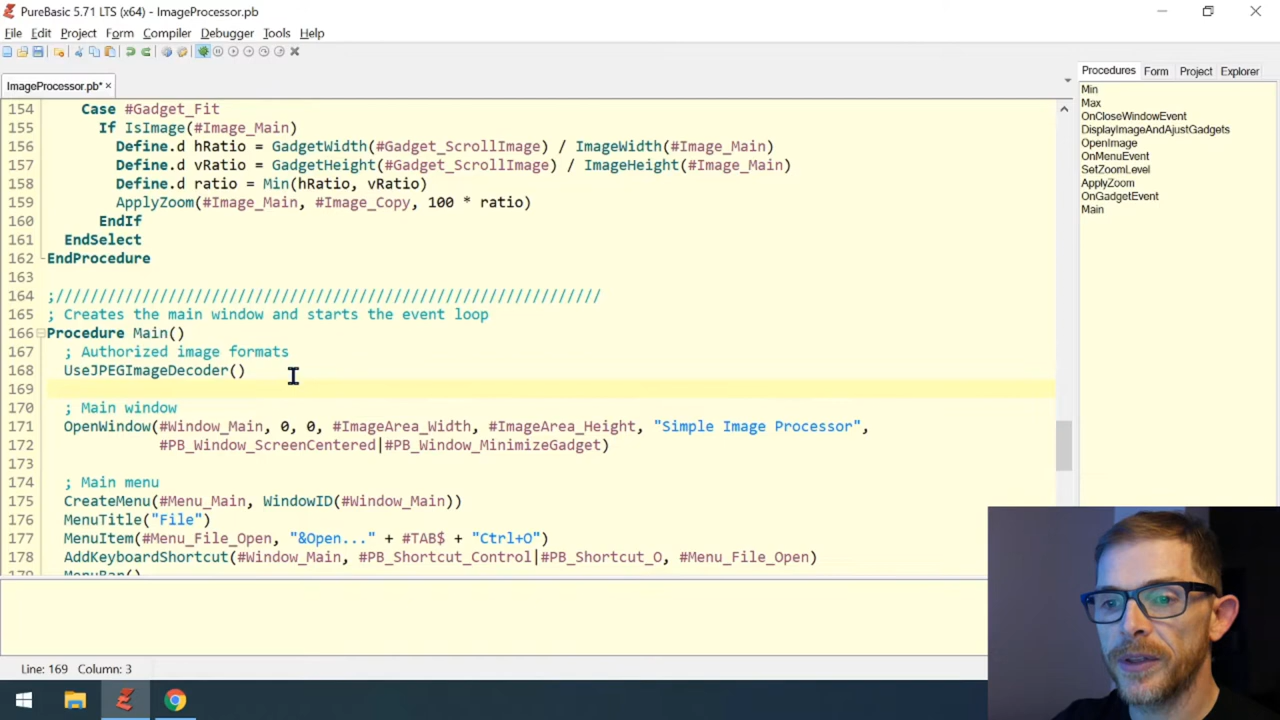 PureBasic 5.71 LTS (x64) - ImageProcessor.pb
File Edit Project Form Compiler Debugger Tools Help
ImageProcessor.pb*
Procedures Form Project Explorer
154 Case #Gadget_Fit
155 If IsImage(#Image_Main)
156 Define.d hRatio = GadgetWidth(#Gadget_ScrollImage) / ImageWidth(#Image_Main)
157 Define.d vRatio = GadgetHeight(#Gadget_ScrollImage) / ImageHeight(#Image_Main)
158 Define.d ratio = Min(hRatio, vRatio)
159 ApplyZoom(#Image_Main, #Image_Copy, 100 * ratio)
160 EndIf
161 EndSelect
162 EndProcedure
163
164 ;///////////////////////////////////////////////////////////////
165 ; Creates the main window and starts the event loop
166 Procedure Main()
167 ; Authorized image formats
168 UseJPEGImageDecoder()
169
170 ; Main window
171 OpenWindow(#Window_Main, 0, 0, #ImageArea_Width, #ImageArea_Height, "Simple Image Processor",
172 #PB_Window_ScreenCentered|#PB_Window_MinimizeGadget)
173
174 ; Main menu
175 CreateMenu(#Menu_Main, WindowID(#Window_Main))
176 MenuTitle("File")
177 MenuItem(#Menu_File_Open, "&Open..." + #TAB$ + "Ctrl+O")
178 AddKeyboardShortcut(#Window_Main, #PB_Shortcut_Control|#PB_Shortcut_O, #Menu_File_Open)
179 MenuBar()
Min
Max
OnCloseWindowEvent
DisplayImageAndAjustGadgets
OpenImage
OnMenuEvent
SetZoomLevel
ApplyZoom
OnGadgetEvent
Main
Line: 169 Column: 3